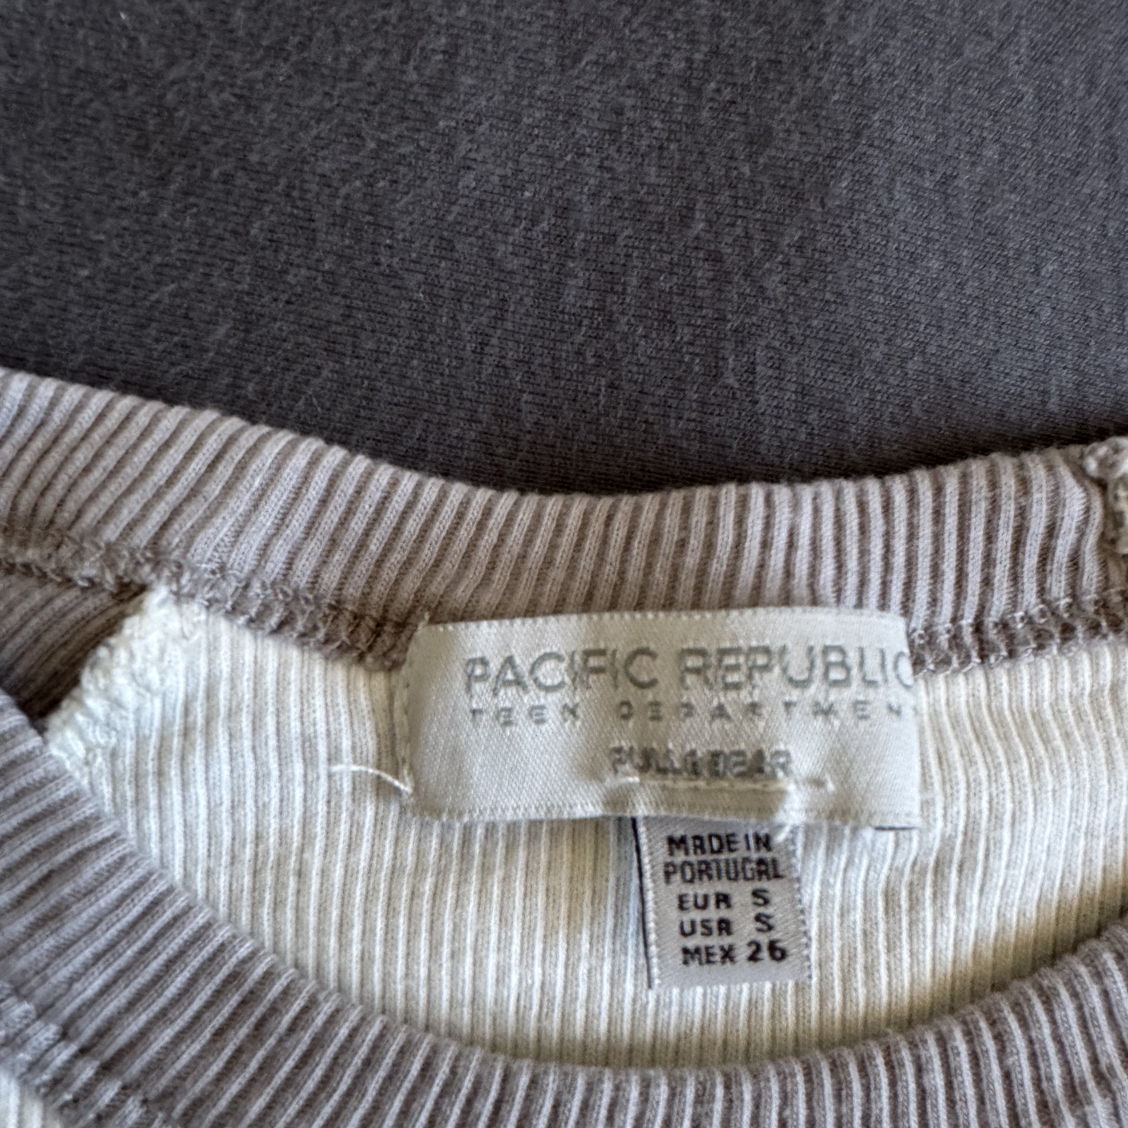 PACIFIC REPUBLIC
TEEN DEPARTMENT
PULL&BEAR
MADE IN
PORTUGAL
EUR S
USA S
MEX 26